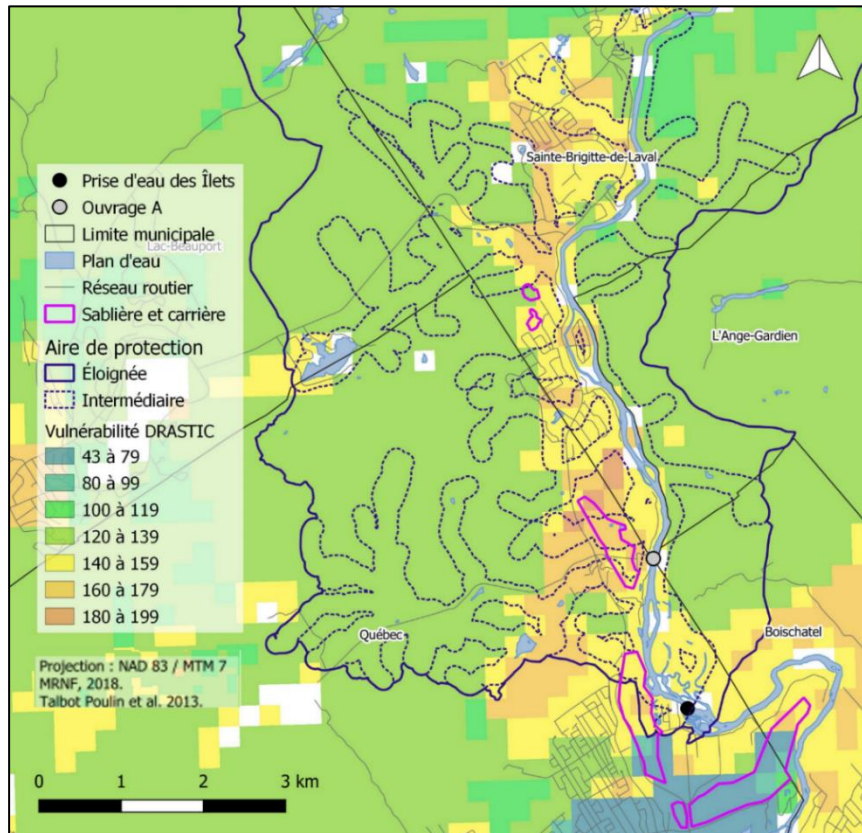 Sainte-Brigitte-de-Laval
Prise d'eau des Îlets
Ouvrage A
Limite municipale
Lac-Beauport
Plan d'eau
Réseau routier
Sablière et carrière
L'Ange-Gardien
Aire de protection
Éloignée
Intermédiaire
Vulnérabilité DRASTIC
43 à 79
80 à 99
100 à 119
120 à 139
140 à 159
160 à 179
180 à 199
Québec
Boischatel
Projection : NAD 83 / MTM 7
MRNF, 2018.
Talbot Poulin et al. 2013.
0 1 2 3 km